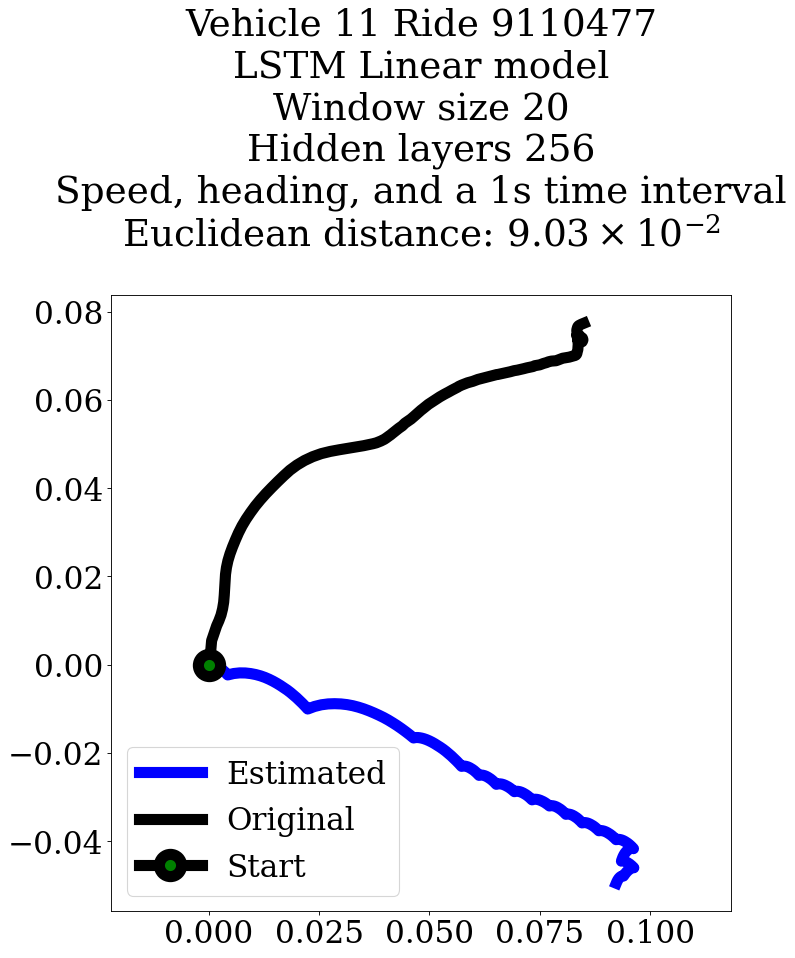 Vehicle 11 Ride 9110477
LSTM Linear model
Window size 20
Hidden layers 256
Speed, heading, and a 1s time interval
Euclidean distance: 9.03 × 10⁻²
0.08
0.06
0.04
0.02
0.00
−0.02
−0.04
Estimated
Original
Start
0.000 0.025 0.050 0.075 0.100